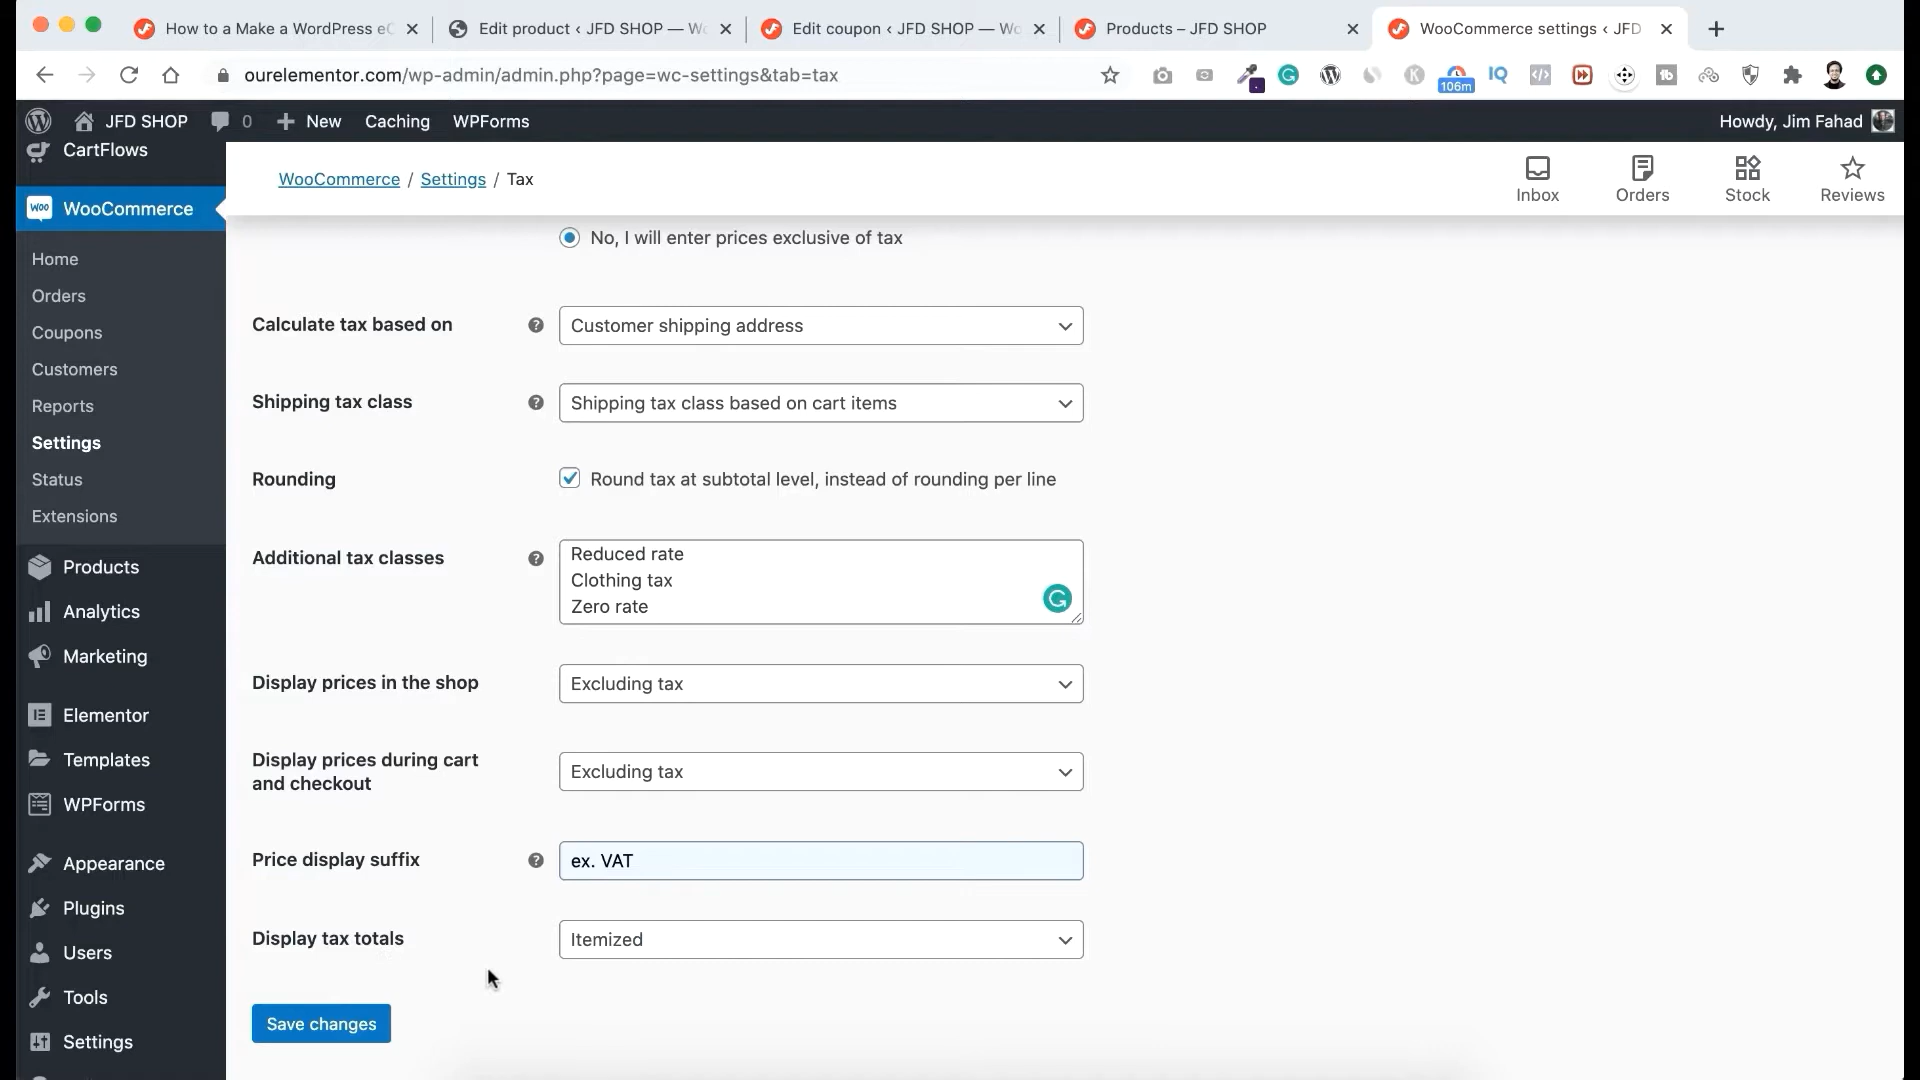 How to a Make a WordPress eC
Edit product ‹ JFD SHOP — Wo
Edit coupon ‹ JFD SHOP — Wo
Products – JFD SHOP
WooCommerce settings ‹ JFD
ourelementor.com/wp-admin/admin.php?page=wc-settings&tab=tax
106m
IQ
JFD SHOP
0
New
Caching
WPForms
Howdy, Jim Fahad
CartFlows
WooCommerce
Home
Orders
Coupons
Customers
Reports
Settings
Status
Extensions
Products
Analytics
Marketing
Elementor
Templates
WPForms
Appearance
Plugins
Users
Tools
Settings
WooCommerce / Settings / Tax
Inbox
Orders
Stock
Reviews
No, I will enter prices exclusive of tax
Calculate tax based on
Customer shipping address
Shipping tax class
Shipping tax class based on cart items
Rounding
Round tax at subtotal level, instead of rounding per line
Additional tax classes
Reduced rate
Clothing tax
Zero rate
Display prices in the shop
Excluding tax
Display prices during cart
and checkout
Excluding tax
Price display suffix
ex. VAT
Display tax totals
Itemized
Save changes